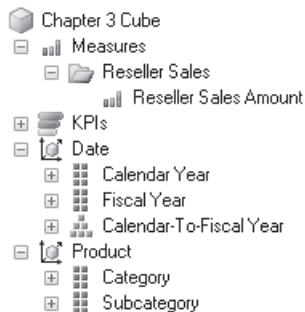 Chapter 3 Cube
Measures
Reseller Sales
Reseller Sales Amount
KPIs
Date
Calendar Year
Fiscal Year
Calendar-To-Fiscal Year
Product
Category
Subcategory